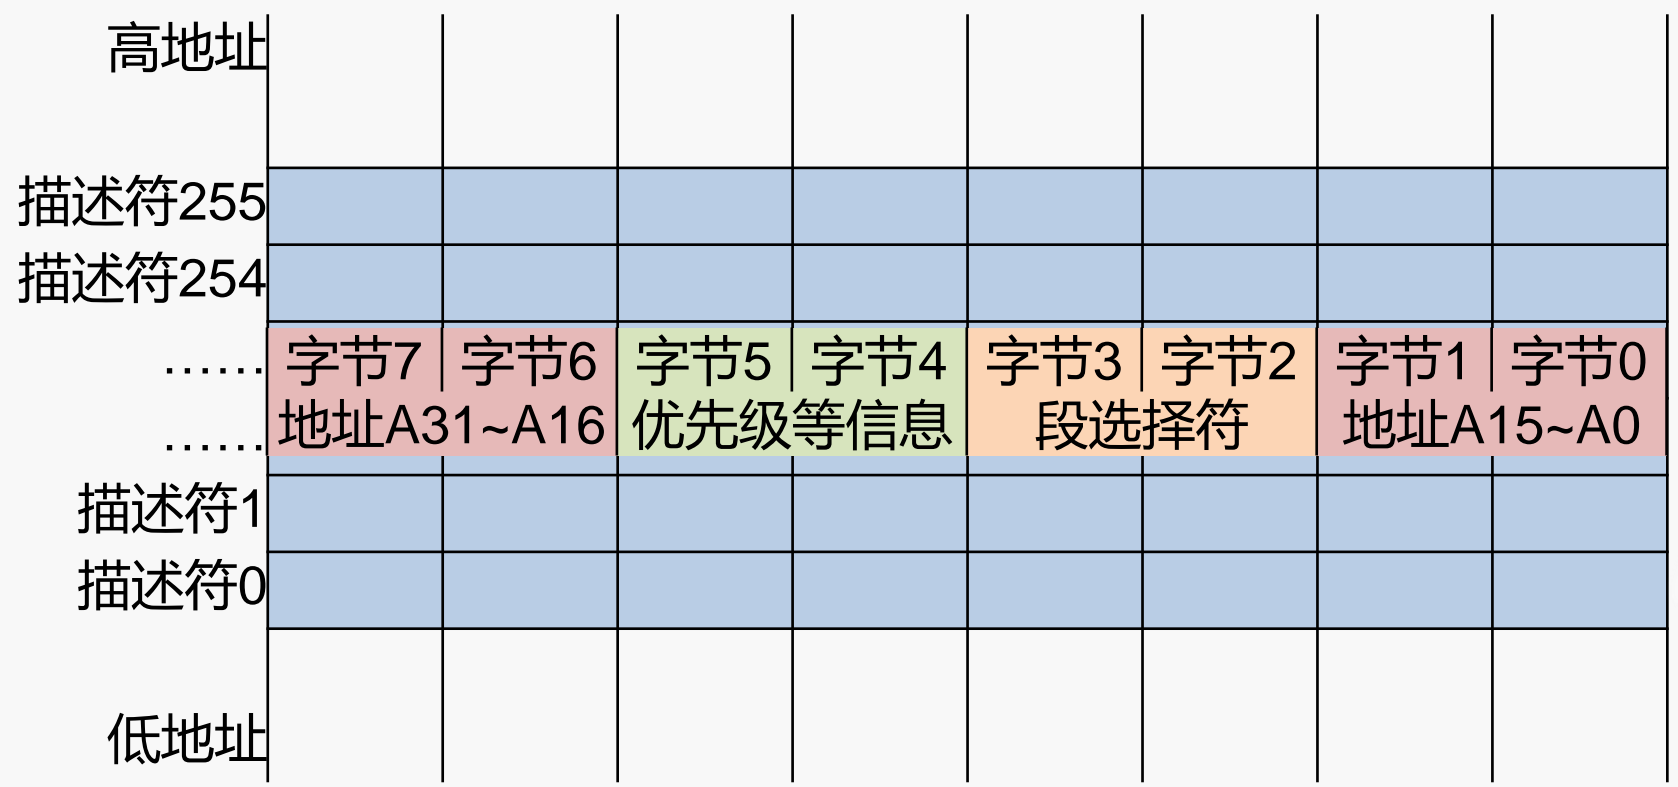 高地址
描述符255
描述符254
…… 字节7 字节6 字节5 字节4 字节3 字节2 字节1 字节0
…… 地址A31~A16 优先级等信息 段选择符 地址A15~A0
描述符1
描述符0
低地址